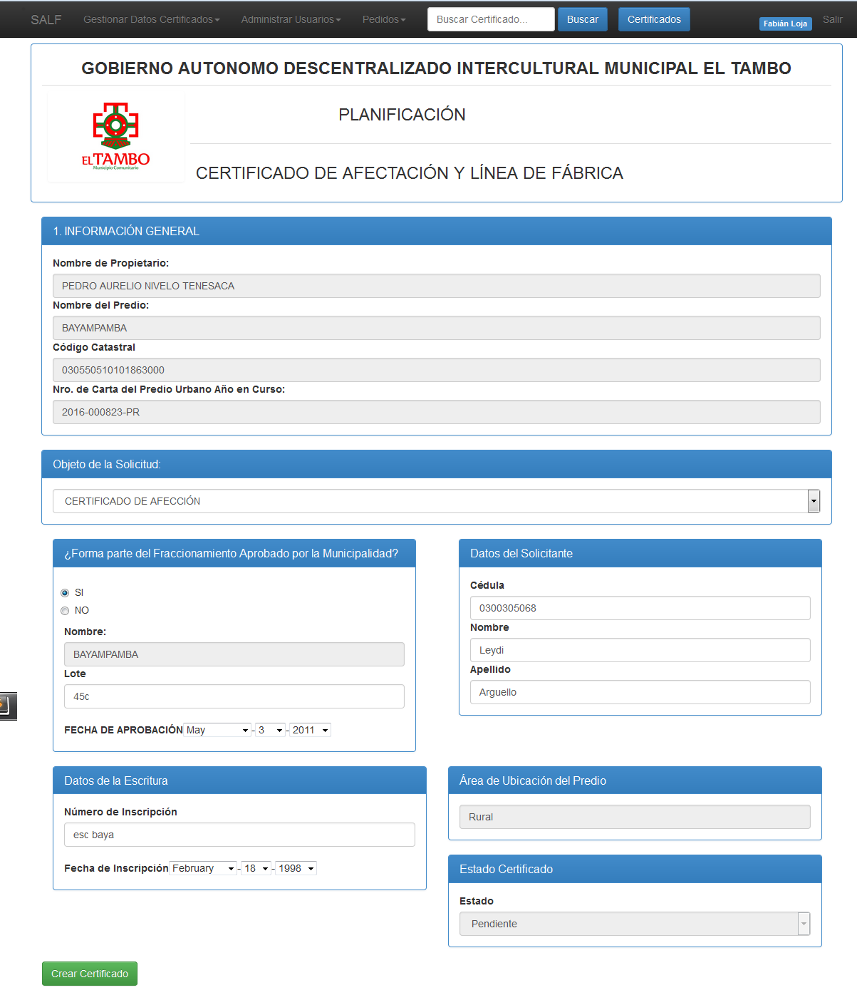 SALF Gestionar Datos Certificados Administrar Usuarios Pedidos Buscar Certificado... Buscar Certificados Fabián Loja Salir
GOBIERNO AUTONOMO DESCENTRALIZADO INTERCULTURAL MUNICIPAL EL TAMBO
PLANIFICACIÓN
EL TAMBO
Municipio Comunitario
CERTIFICADO DE AFECTACIÓN Y LÍNEA DE FÁBRICA
1. INFORMACIÓN GENERAL
Nombre de Propietario:
PEDRO AURELIO NIVELO TENESACA
Nombre del Predio:
BAYAMPAMBA
Código Catastral
030550510101863000
Nro. de Carta del Predio Urbano Año en Curso:
2016-000823-PR
Objeto de la Solicitud:
CERTIFICADO DE AFECCIÓN
¿Forma parte del Fraccionamiento Aprobado por la Municipalidad?
SI
NO
Nombre:
BAYAMPAMBA
Lote
45c
FECHA DE APROBACIÓN May - 3 - 2011
Datos del Solicitante
Cédula
0300305068
Nombre
Leydi
Apellido
Arguello
Datos de la Escritura
Número de Inscripción
esc baya
Fecha de Inscripción February - 18 - 1998
Área de Ubicación del Predio
Rural
Estado Certificado
Estado
Pendiente
Crear Certificado